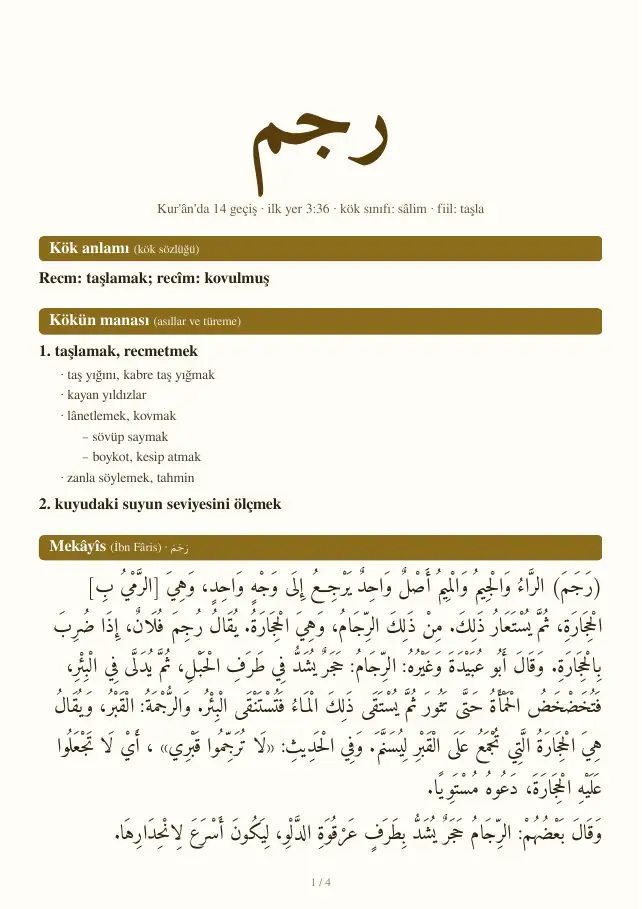 رجم
Kur'ân'da 14 geçiş · ilk yer 3:36 · kök sınıfı: sâlim · fiil: taşla
Kök anlamı (kök sözlüğü)
Recm: taşlamak; recîm: kovulmuş
Kökün manası (asıllar ve türeme)
1. taşlamak, recmetmek
· taş yığını, kabre taş yığmak
· kayan yıldızlar
· lânetlemek, kovmak
– sövüp saymak
– boykot, kesip atmak
· zanla söylemek, tahmin
2. kuyudaki suyun seviyesini ölçmek
Mekâyîs (İbn Fâris) · رَجَمَ
(رَجَمَ) الرَّاءُ وَالْجِيمُ وَالْمِيمُ أَصْلٌ وَاحِدٌ يَرْجِعُ إِلَى وَجْهٍ وَاحِدٍ، وَهِيَ [الرَّمْيُ بِ]
الْحِجَارَةِ، ثُمَّ يُسْتَعَارُ ذَلِكَ. مِنْ ذَلِكَ الرِّجَامُ، وَهِيَ الْحِجَارَةُ. يُقَالُ رُجِمَ فُلَانٌ، إِذَا ضُرِبَ
بِالْحِجَارَةِ. وَقَالَ أَبُو عُبَيْدَةَ وَغَيْرُهُ: الرِّجَامُ: حَجَرٌ يُشَدُّ فِي طَرَفِ الْحَبْلِ، ثُمَّ يُدَلَّى فِي الْبِئْرِ،
فَتُخَضْخَضُ الْحَمْأَةُ حَتَّى تَثُورَ ثُمَّ يُسْتَقَى ذَلِكَ الْمَاءُ فَتُسْتَنْقَى الْبِئْرُ. وَالرُّجْمَةُ: الْقَبْرُ، وَيُقَالُ
هِيَ الْحِجَارَةُ الَّتِي تُجْمَعُ عَلَى الْقَبْرِ لِيُسَنَّمَ. وَفِي الْحَدِيثِ: «لَا تُرَجِّمُوا قَبْرِي» ، أَيْ لَا تَجْعَلُوا
عَلَيْهِ الْحِجَارَةَ، دَعُوهُ مُسْتَوِيًا.
وَقَالَ بَعْضُهُمْ: الرِّجَامُ حَجَرٌ يُشَدُّ بِطَرَفِ عَرْقُوَةِ الدَّلْوِ، لِيَكُونَ أَسْرَعَ لِانْحِدَارِهَا.
1 / 4